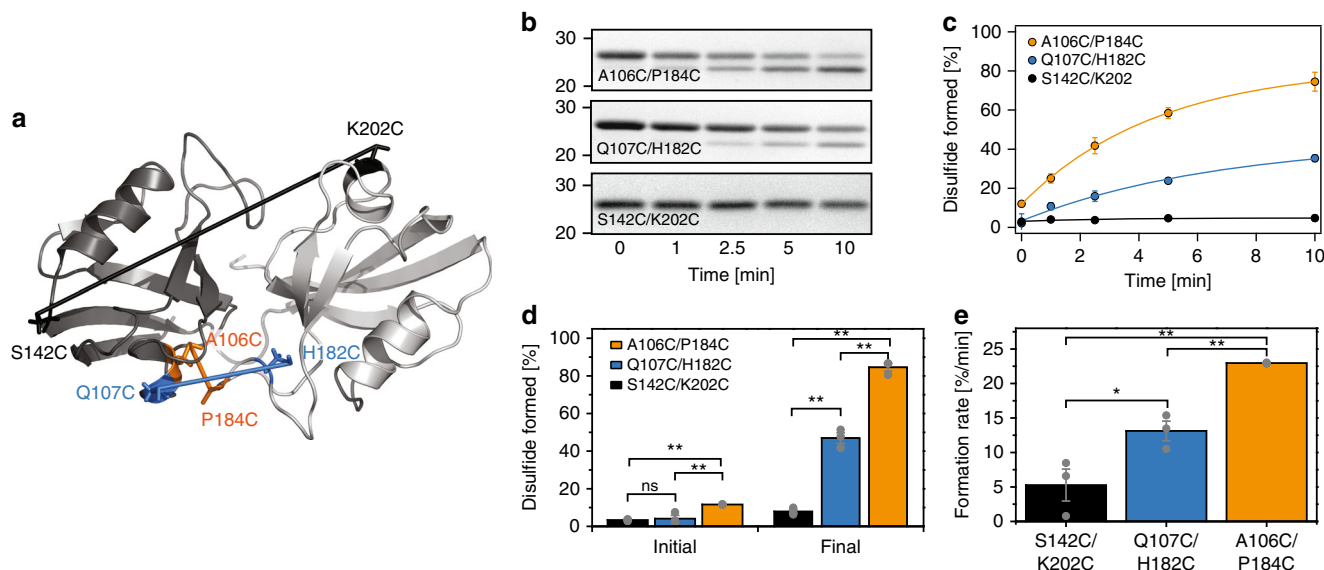 a
K202C
S142C
A106C
H182C
Q107C
P184C
b
30
20
A106C/P184C
30
20
Q107C/H182C
30
20
S142C/K202C
0 1 2.5 5 10
Time [min]
c
Disulfide formed [%]
100
80
60
40
20
0
A106C/P184C
Q107C/H182C
S142C/K202
0 2 4 6 8 10
Time [min]
d
Disulfide formed [%]
100
80
60
40
20
0
A106C/P184C
Q107C/H182C
S142C/K202C
**
ns
**
**
**
**
Initial Final
e
Formation rate [%/min]
25
20
15
10
5
0
**
**
*
S142C/
K202C
Q107C/
H182C
A106C/
P184C